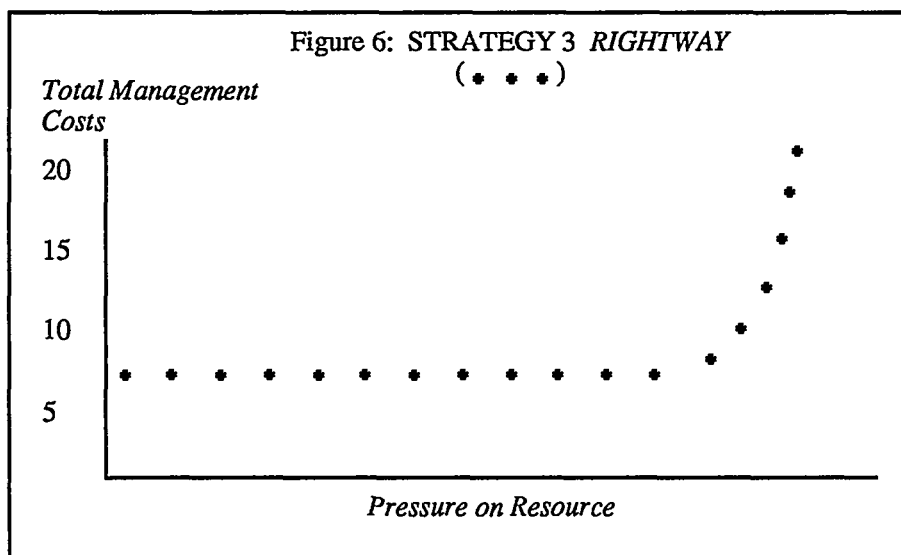 Figure 6: STRATEGY 3 RIGHTWAY
(• • •)
Total Management
Costs
20
15
10
5
Pressure on Resource